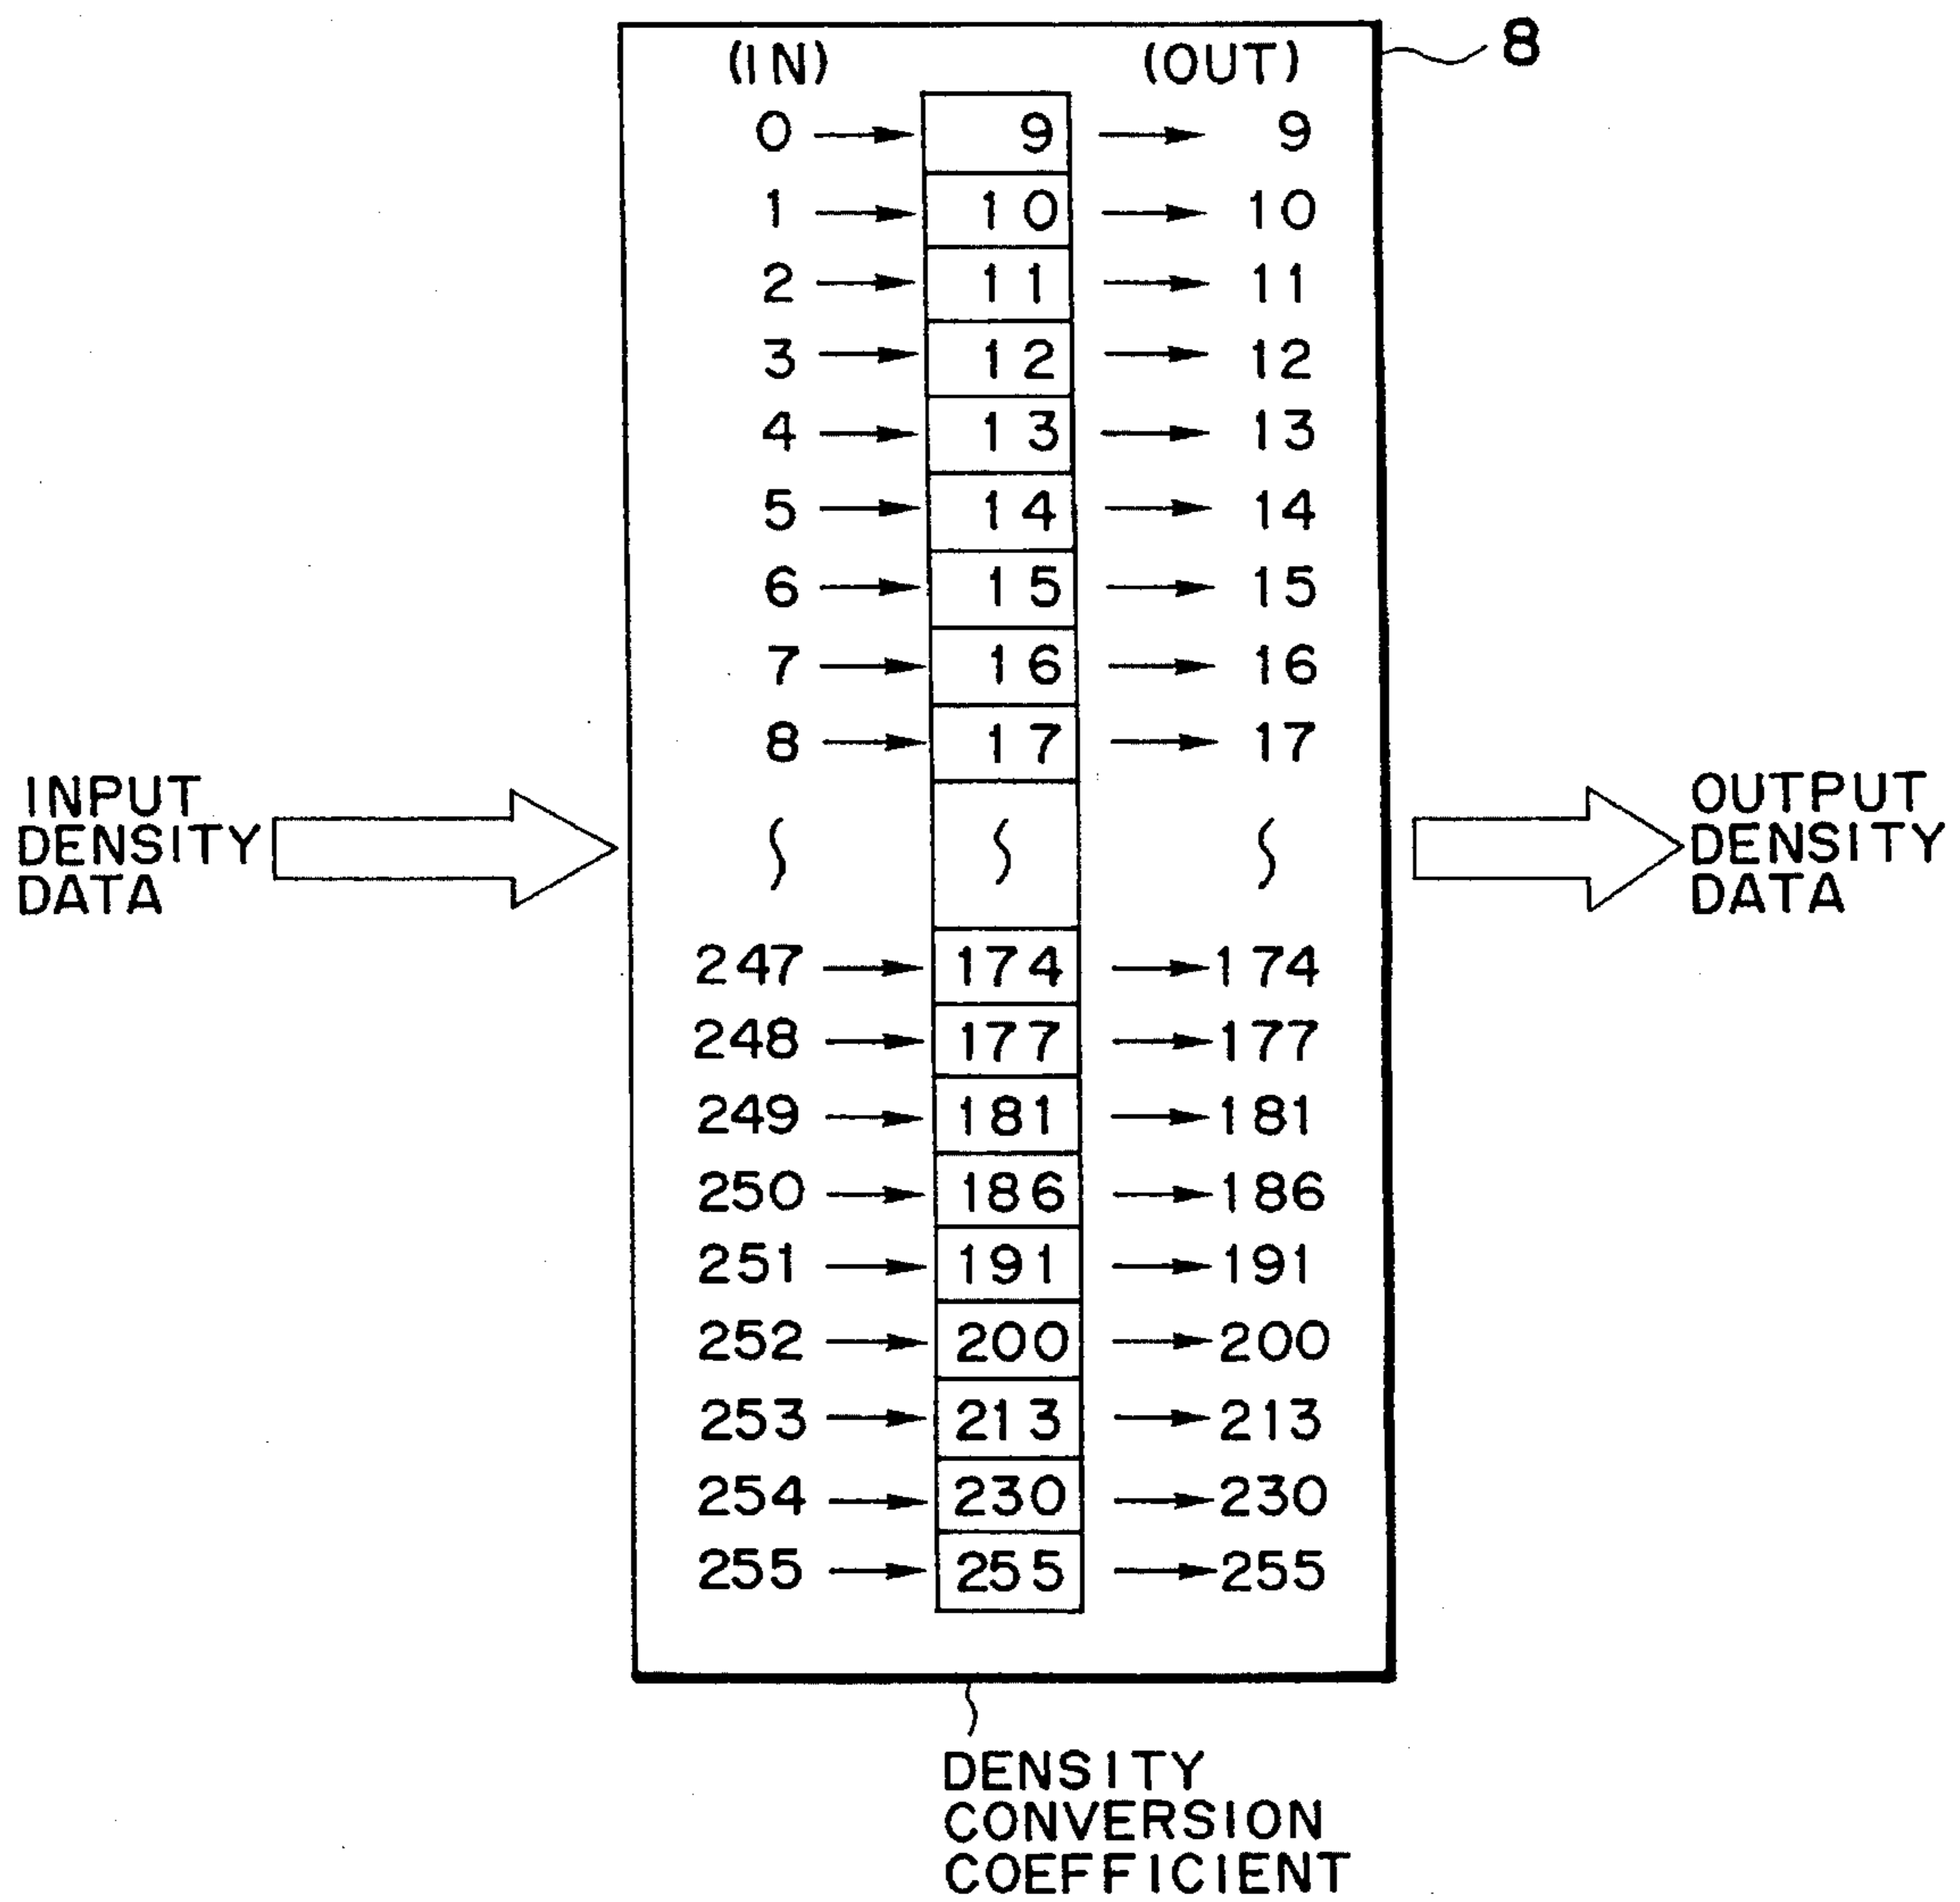 (IN) (OUT) 8
0 9 9
1 10 10
2 11 11
3 12 12
4 13 13
5 14 14
6 15 15
7 16 16
8 17 17
INPUT
DENSITY
DATA
OUTPUT
DENSITY
DATA
247 174 174
248 177 177
249 181 181
250 186 186
251 191 191
252 200 200
253 213 213
254 230 230
255 255 255
DENSITY
CONVERSION
COEFFICIENT